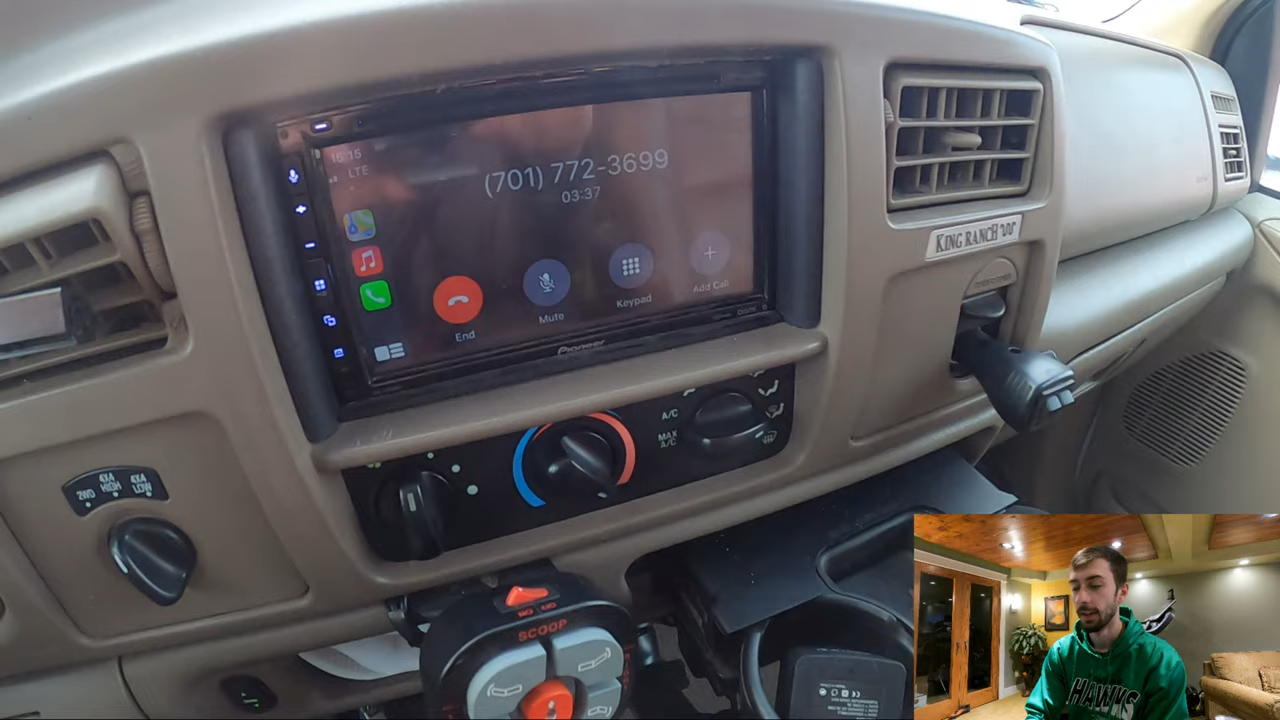 15:15
LTE
(701) 772-3699
03:37
End
Mute
Keypad
Add Call
Pioneer
KING RANCH
A/C
MAX A/C
2WD
4X4 HIGH
4X4 LOW
SCOOP
HAWKS